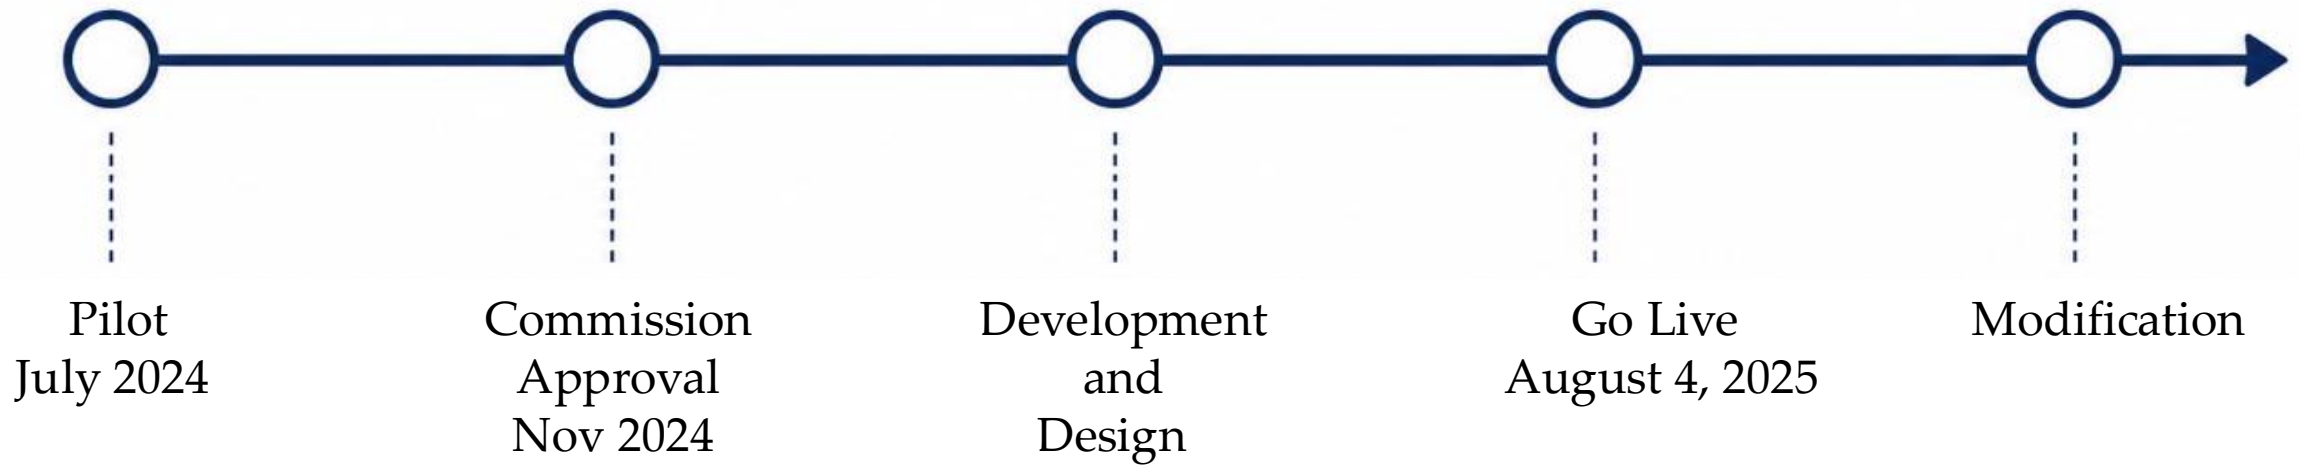 Pilot
July 2024
Commission
Approval
Nov 2024
Development
and
Design
Go Live
August 4, 2025
Modification